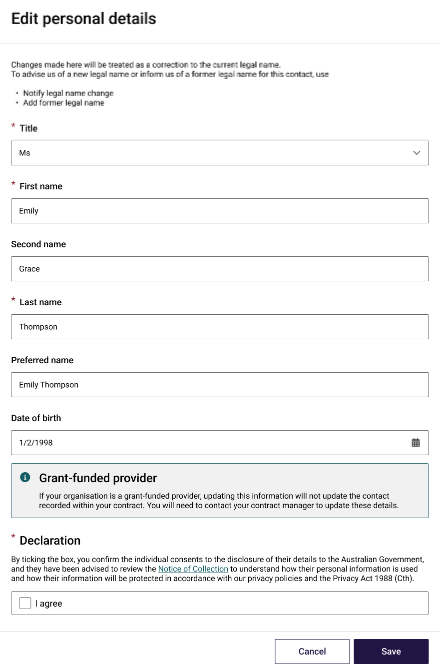 Edit personal details
Changes made here will be treated as a correction to the current legal name.
To advise us of a new legal name or inform us of a former legal name for this contact, use
• Notify legal name change
• Add former legal name
* Title
Ms
* First name
Emily
Second name
Grace
* Last name
Thompson
Preferred name
Emily Thompson
Date of birth
1/2/1998
Grant-funded provider
If your organisation is a grant-funded provider, updating this information will not update the contact
recorded within your contract. You will need to contact your contract manager to update these details.
* Declaration
By ticking the box, you confirm the individual consents to the disclosure of their details to the Australian Government,
and they have been advised to review the Notice of Collection to understand how their personal information is used
and how their information will be protected in accordance with our privacy policies and the Privacy Act 1988 (Cth).
I agree
Cancel
Save